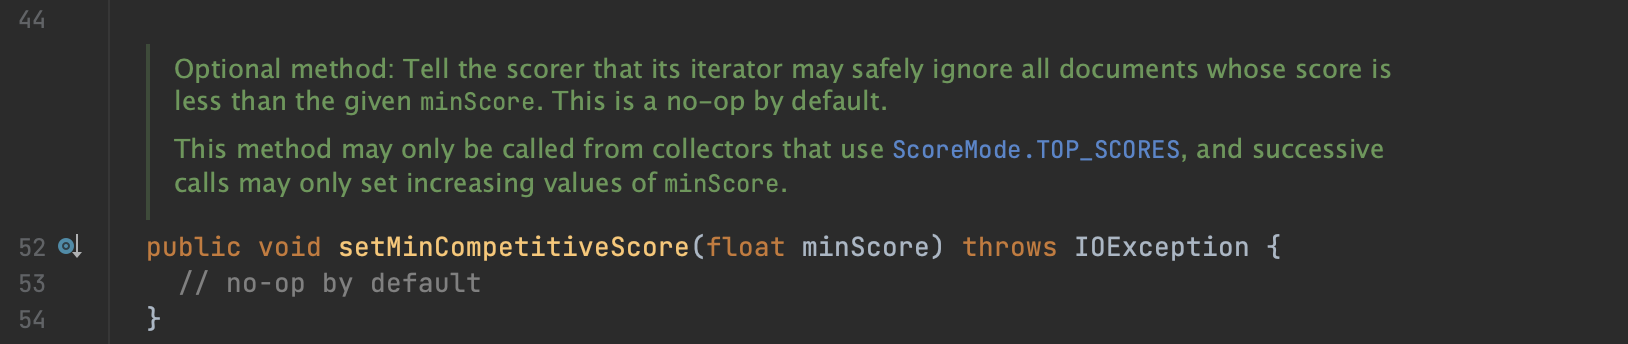 44
Optional method: Tell the scorer that its iterator may safely ignore all documents whose score is
less than the given minScore. This is a no-op by default.
This method may only be called from collectors that use ScoreMode.TOP_SCORES, and successive
calls may only set increasing values of minScore.
52 public void setMinCompetitiveScore(float minScore) throws IOException {
53 // no-op by default
54 }